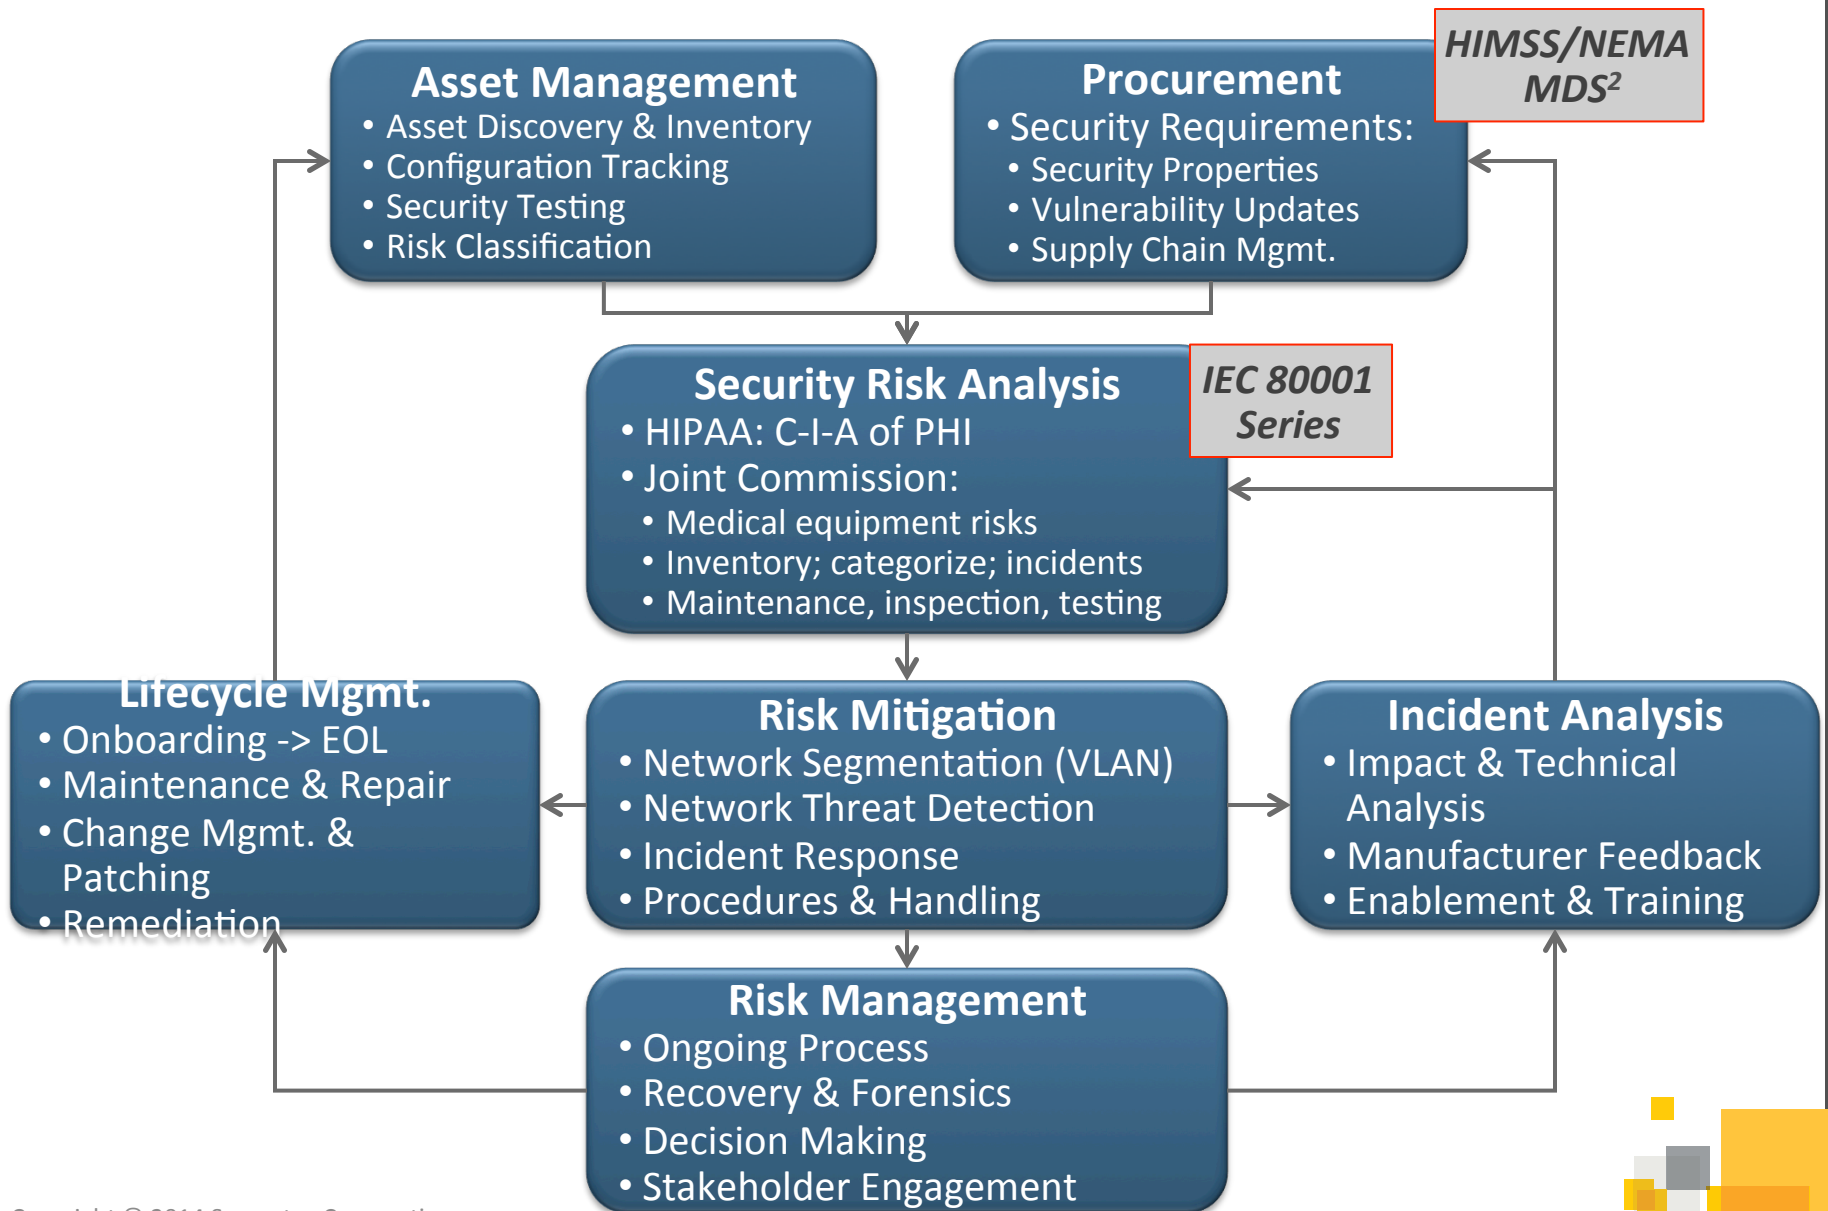 Asset Management
• Asset Discovery & Inventory
• Configuration Tracking
• Security Testing
• Risk Classification
Procurement
• Security Requirements:
• Security Properties
• Vulnerability Updates
• Supply Chain Mgmt.
HIMSS/NEMA
MDS²
Security Risk Analysis
• HIPAA: C-I-A of PHI
• Joint Commission:
• Medical equipment risks
• Inventory; categorize; incidents
• Maintenance, inspection, testing
IEC 80001
Series
Lifecycle Mgmt.
• Onboarding -> EOL
• Maintenance & Repair
• Change Mgmt. &
Patching
• Remediation
Risk Mitigation
• Network Segmentation (VLAN)
• Network Threat Detection
• Incident Response
• Procedures & Handling
Incident Analysis
• Impact & Technical
Analysis
• Manufacturer Feedback
• Enablement & Training
Risk Management
• Ongoing Process
• Recovery & Forensics
• Decision Making
• Stakeholder Engagement